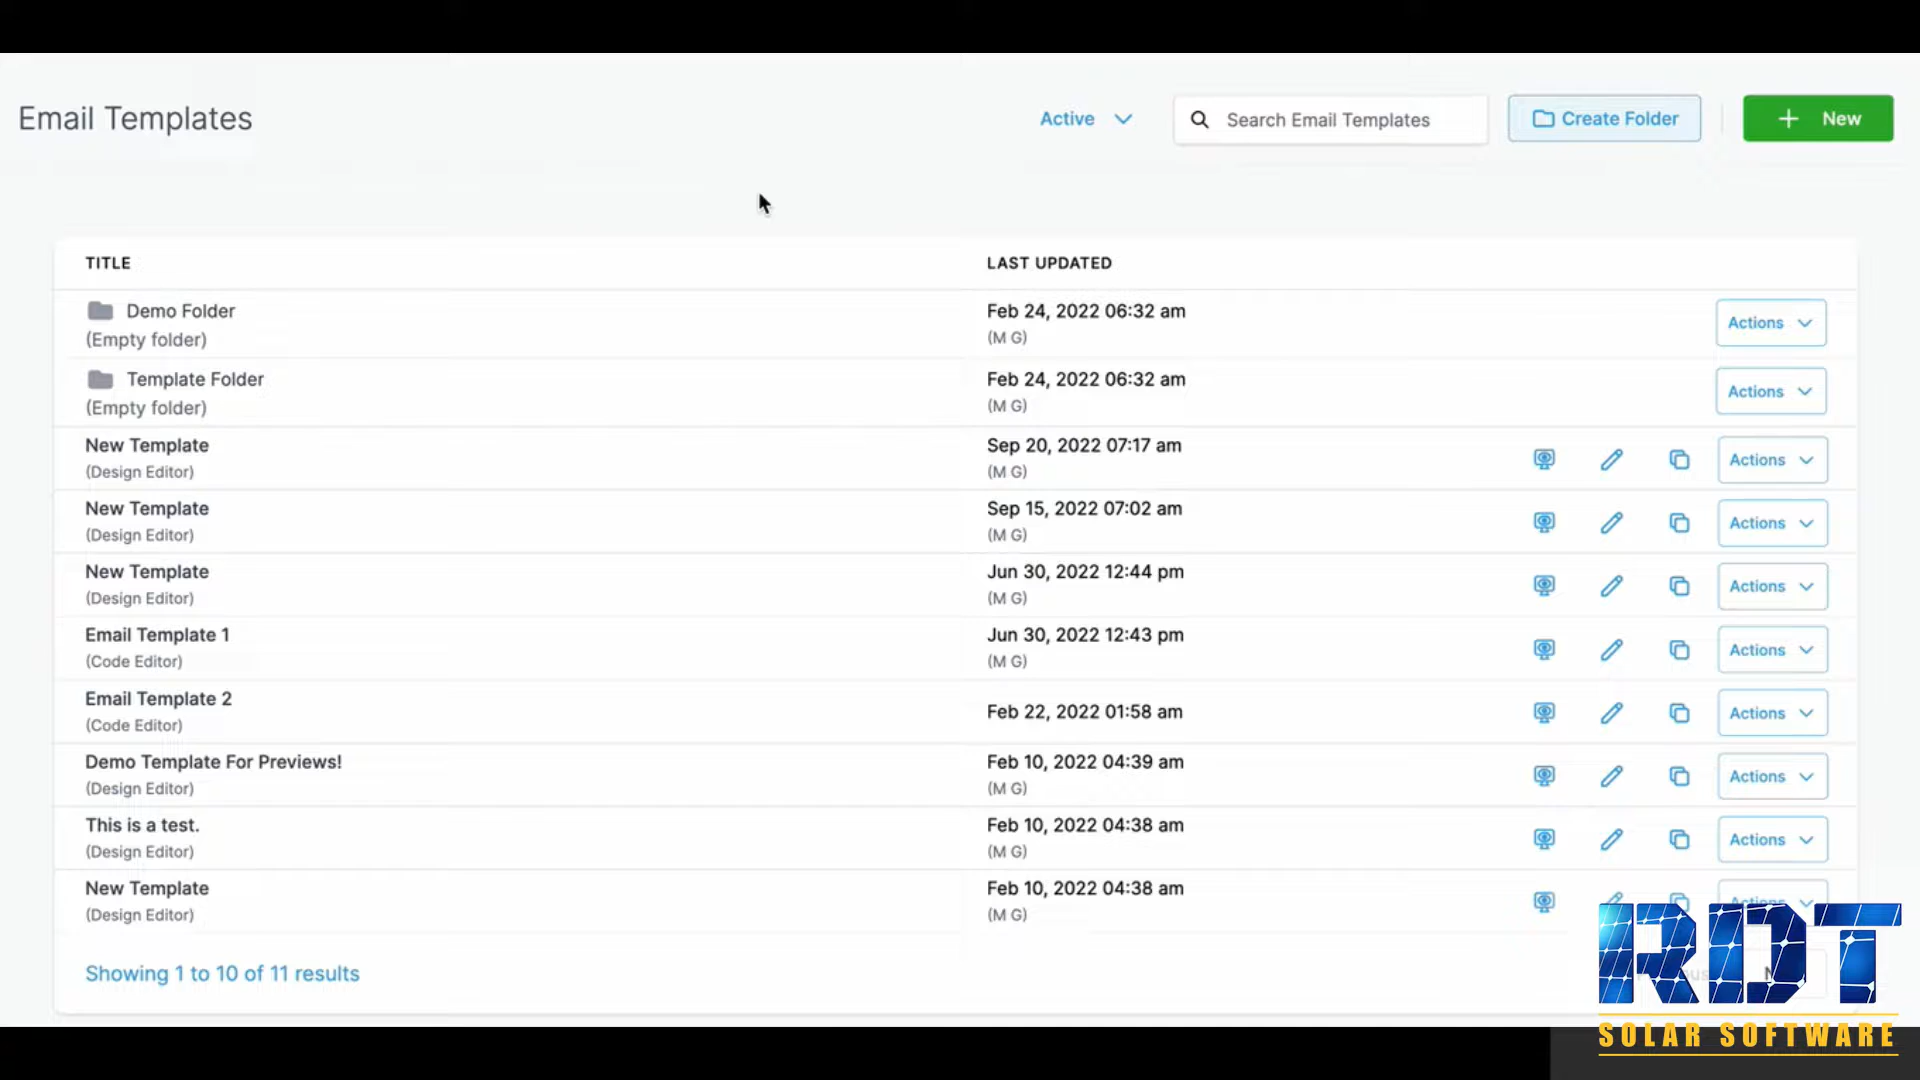 Email Templates
Active
Search Email Templates
Create Folder
New
TITLE
LAST UPDATED
Demo Folder
Feb 24, 2022 06:32 am
Actions
(Empty folder)
(M G)
Template Folder
Feb 24, 2022 06:32 am
Actions
(Empty folder)
(M G)
New Template
Sep 20, 2022 07:17 am
Actions
(Design Editor)
(M G)
New Template
Sep 15, 2022 07:02 am
Actions
(Design Editor)
(M G)
New Template
Jun 30, 2022 12:44 pm
Actions
(Design Editor)
(M G)
Email Template 1
Jun 30, 2022 12:43 pm
Actions
(Code Editor)
(M G)
Email Template 2
Feb 22, 2022 01:58 am
Actions
(Code Editor)
Demo Template For Previews!
Feb 10, 2022 04:39 am
Actions
(Design Editor)
(M G)
This is a test.
Feb 10, 2022 04:38 am
Actions
(Design Editor)
(M G)
New Template
Feb 10, 2022 04:38 am
Actions
(Design Editor)
(M G)
Showing 1 to 10 of 11 results
RDT
SOLAR SOFTWARE